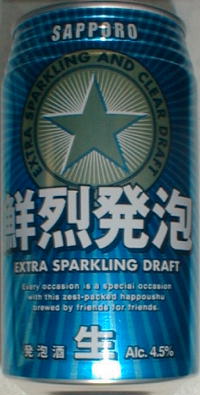 SAPPORO
EXTRA SPARKLING AND CLEAR DRAFT
鮮烈発泡
EXTRA SPARKLING DRAFT
Every occasion is a special occasion
with this zest-packed happoushu
brewed by friends for friends.
発泡酒 生 Alc. 4.5%